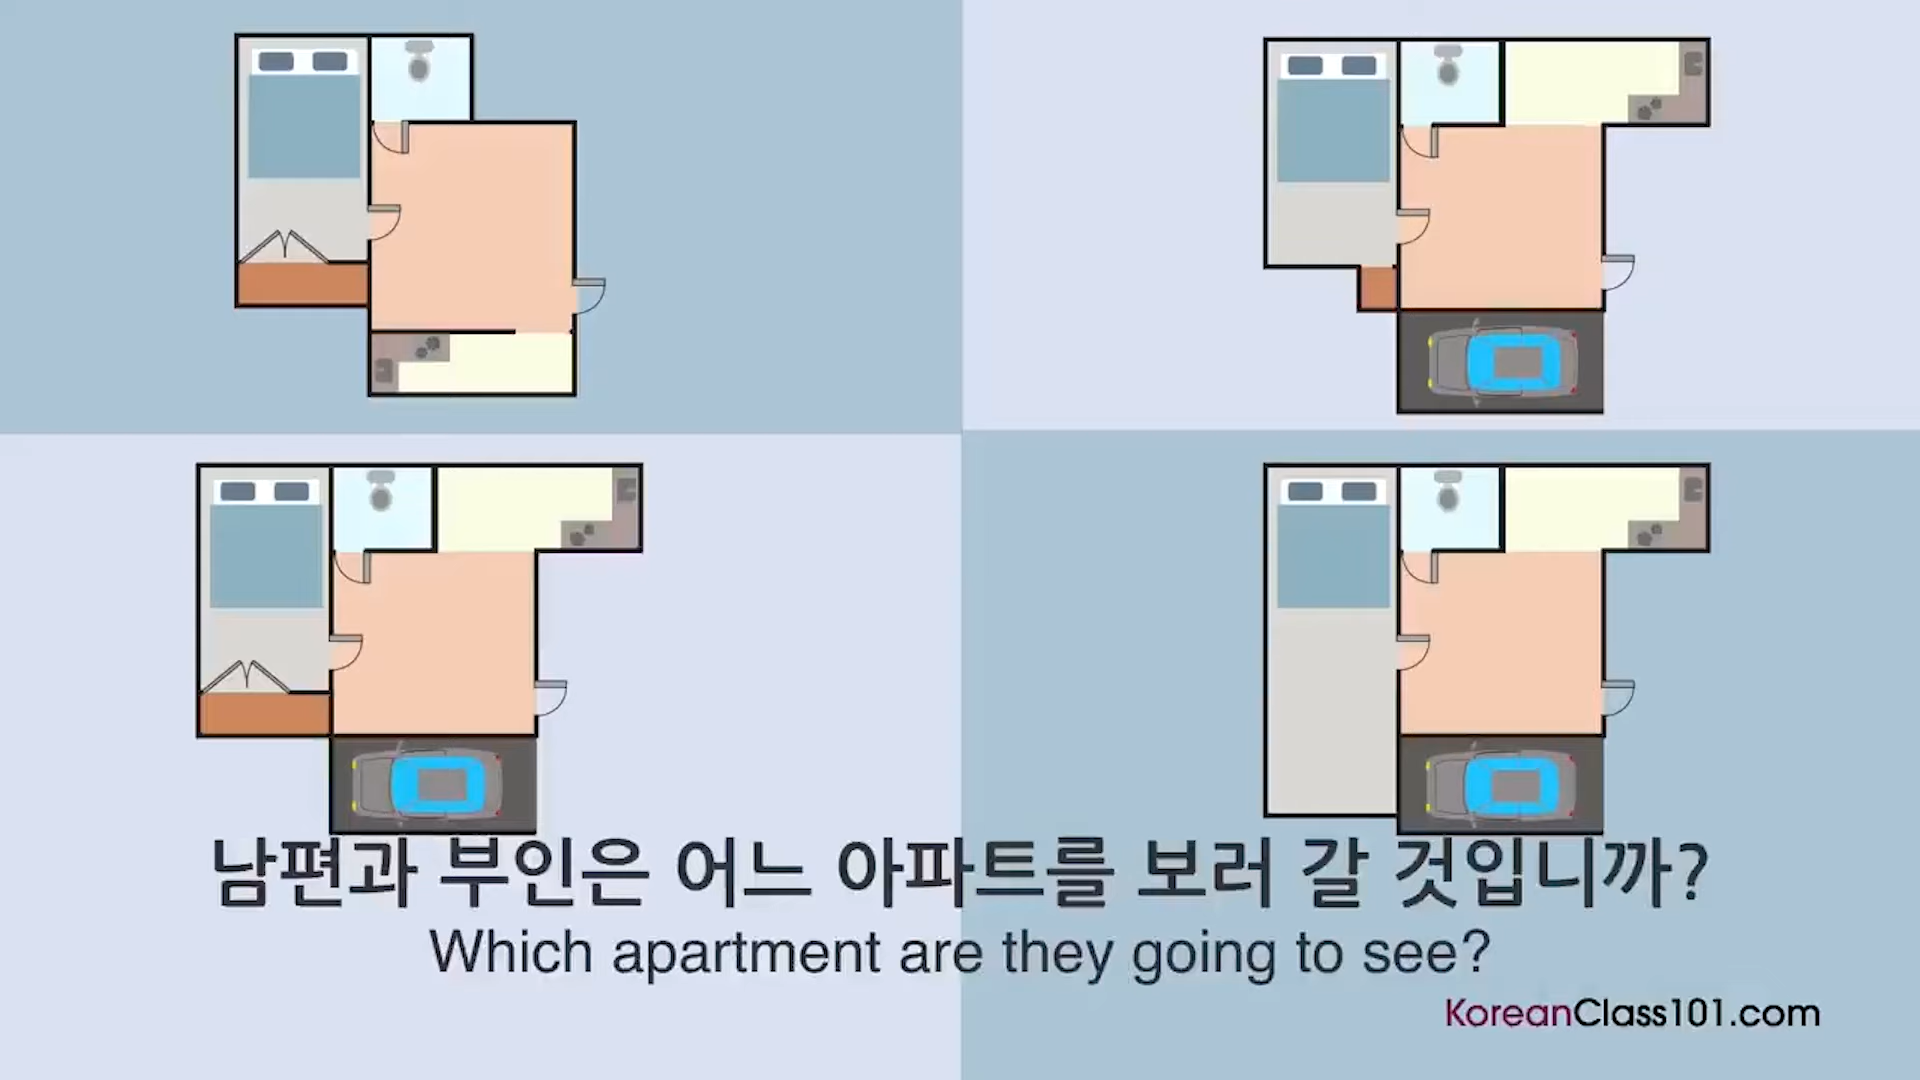 남편과 부인은 어느 아파트를 보러 갈 것입니까?
Which apartment are they going to see?
KoreanClass101.com